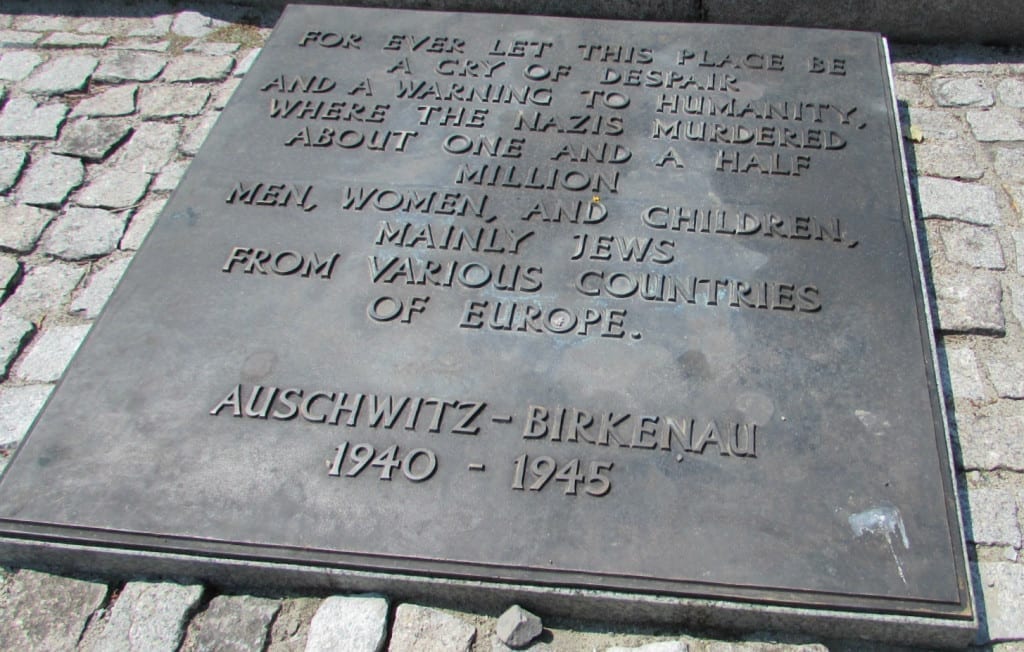 FOR EVER LET THIS PLACE BE
A CRY OF DESPAIR
AND A WARNING TO HUMANITY,
WHERE THE NAZIS MURDERED
ABOUT ONE AND A HALF
MILLION
MEN, WOMEN, AND CHILDREN,
MAINLY JEWS
FROM VARIOUS COUNTRIES
OF EUROPE.
AUSCHWITZ - BIRKENAU
1940 - 1945